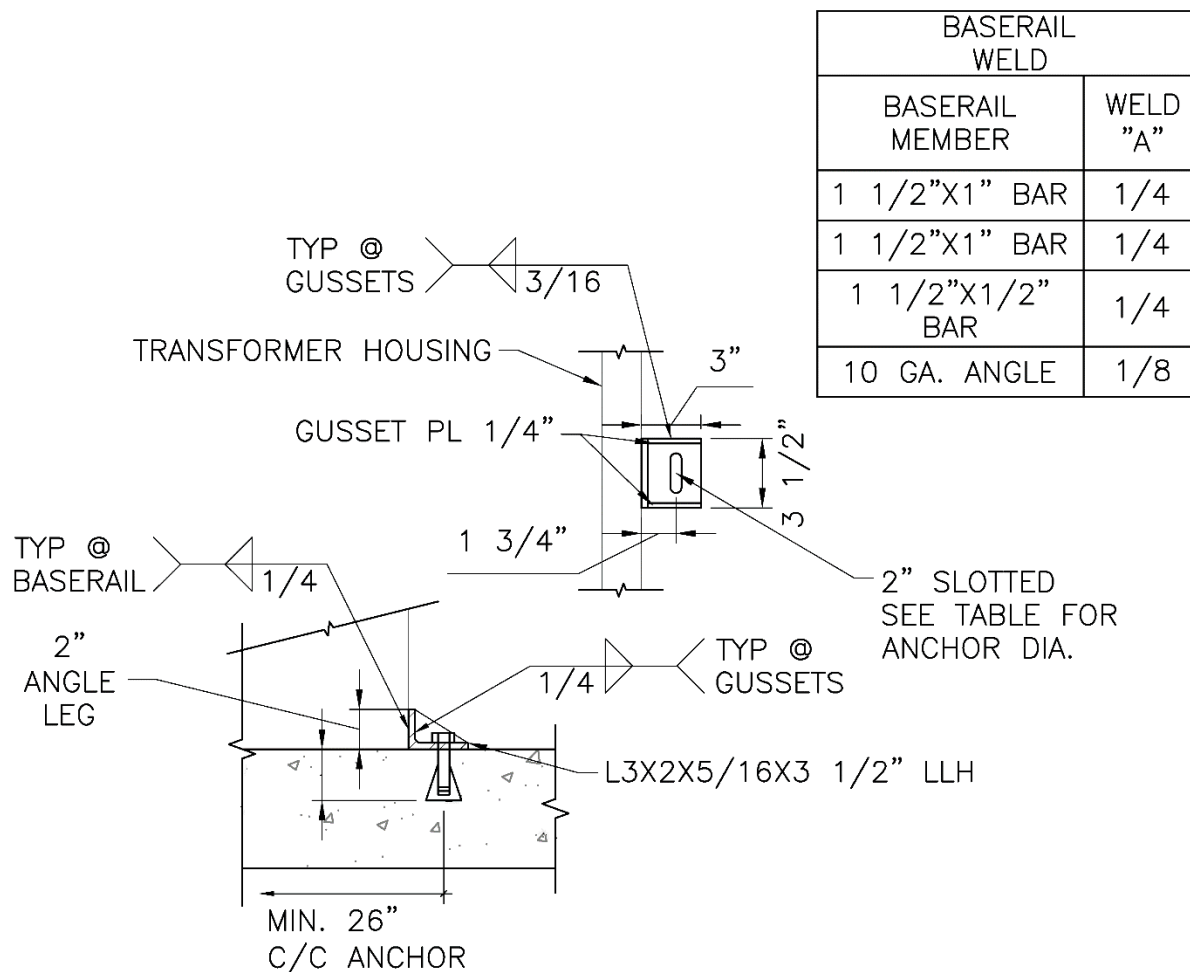 BASERAIL
WELD
BASERAIL
MEMBER
WELD
"A"
1 1/2"X1" BAR
1/4
1 1/2"X1" BAR
1/4
1 1/2"X1/2"
BAR
1/4
10 GA. ANGLE
1/8
TYP @
GUSSETS
3/16
TRANSFORMER HOUSING
3"
GUSSET PL 1/4"
3 1/2"
1 3/4"
TYP @
BASERAIL
1/4
2" SLOTTED
SEE TABLE FOR
ANCHOR DIA.
2"
ANGLE
LEG
1/4
TYP @
GUSSETS
L3X2X5/16X3 1/2" LLH
MIN. 26"
C/C ANCHOR